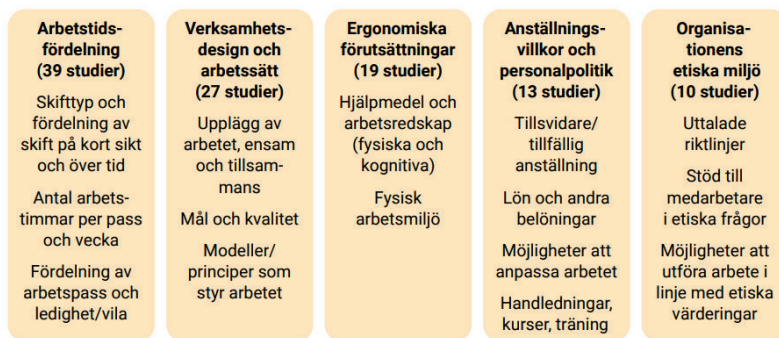 Arbetstids-
fördelning
(39 studier)
Skifttyp och
fördelning av
skift på kort sikt
och över tid
Antal arbets-
timmar per pass
och vecka
Fördelning av
arbetspass och
ledighet/vila
Verksamhets-
design och
arbetssätt
(27 studier)
Upplägg av
arbetet, ensam
och tillsam-
mans
Mål och kvalitet
Modeller/
principer som
styr arbetet
Ergonomiska
förutsättningar
(19 studier)
Hjälpmedel och
arbetsredskap
(fysiska och
kognitiva)
Fysisk
arbetsmiljö
Anställnings-
villkor och
personalpolitik
(13 studier)
Tillsvidare/
tillfällig
anställning
Lön och andra
belöningar
Möjligheter att
anpassa arbetet
Handledningar,
kurser, träning
Organisa-
tionens
etiska miljö
(10 studier)
Uttalade
riktlinjer
Stöd till
medarbetare
i etiska frågor
Möjligheter att
utföra arbete i
linje med etiska
värderingar